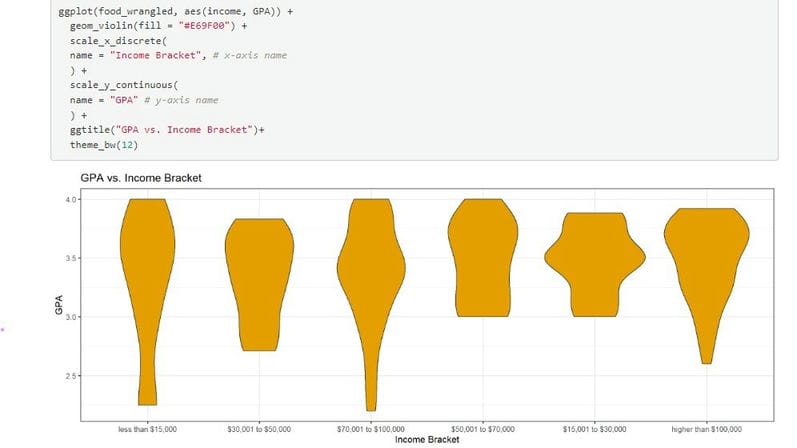 ggplot(food_wrangled, aes(income, GPA)) +
geom_violin(fill = "#E69F00") +
scale_x_discrete(
name = "Income Bracket", # x-axis name
) +
scale_y_continuous(
name = "GPA" # y-axis name
) +
ggtitle("GPA vs. Income Bracket")+
theme_bw(12)
GPA vs. Income Bracket
4.0
3.5
GPA
3.0
2.5
less than $15,000 $30,001 to $50,000 $70,001 to $100,000 $50,001 to $70,000 $15,001 to $30,000 higher than $100,000
Income Bracket